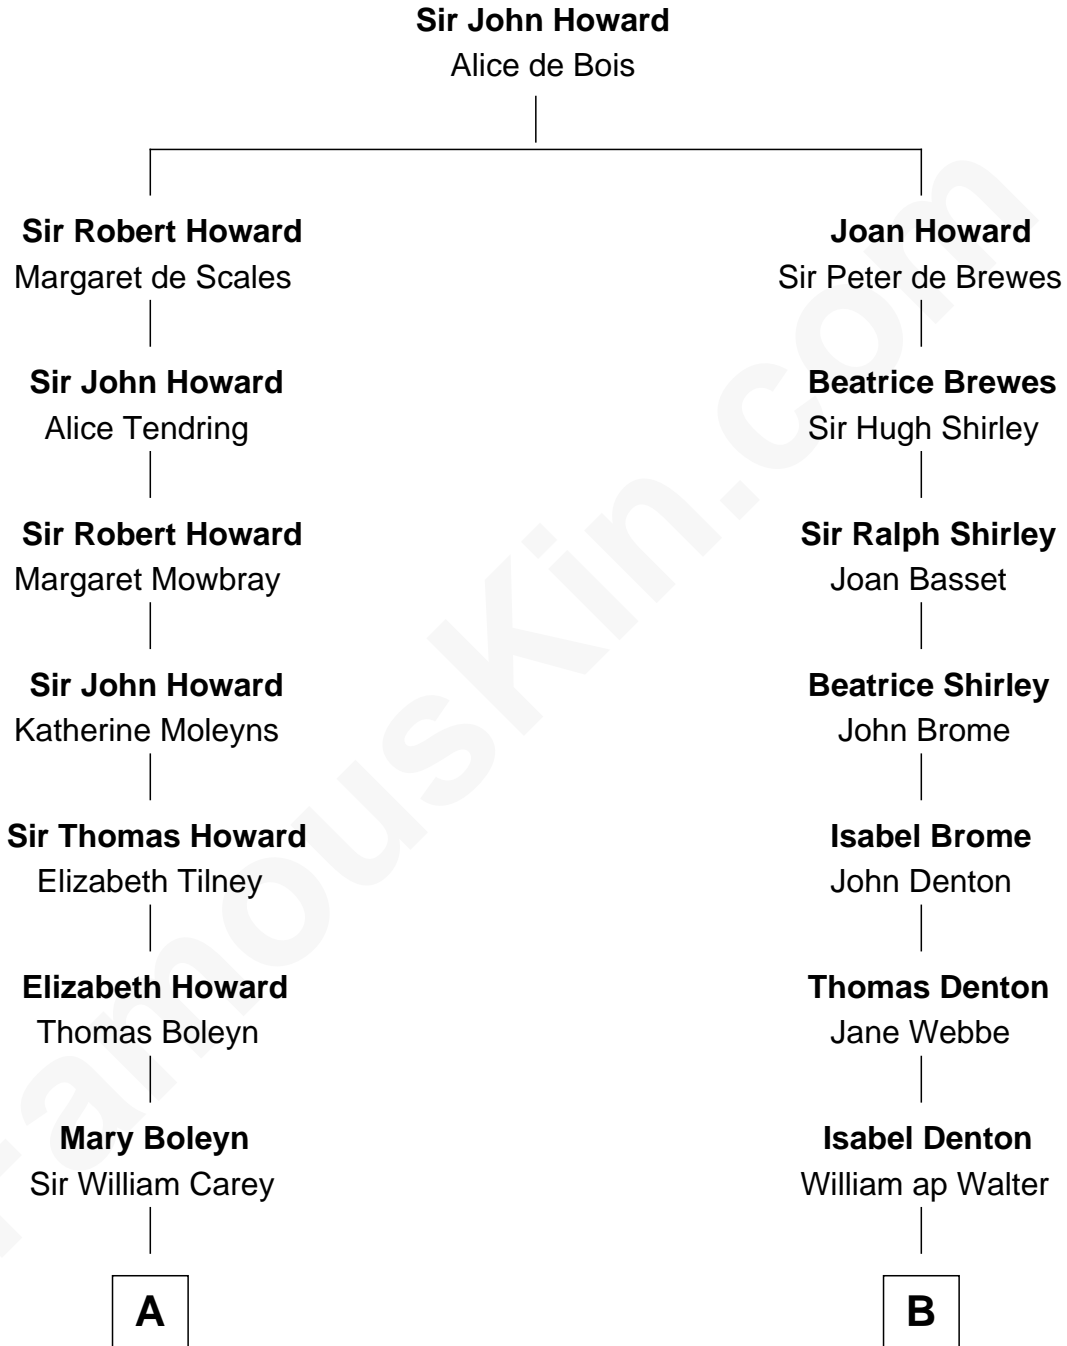 Sir John Howard
Alice de Bois
Sir Robert Howard
Margaret de Scales
Joan Howard
Sir Peter de Brewes
Sir John Howard
Alice Tendring
Beatrice Brewes
Sir Hugh Shirley
Sir Robert Howard
Margaret Mowbray
Sir Ralph Shirley
Joan Basset
Sir John Howard
Katherine Moleyns
Beatrice Shirley
John Brome
Sir Thomas Howard
Elizabeth Tilney
Isabel Brome
John Denton
Elizabeth Howard
Thomas Boleyn
Thomas Denton
Jane Webbe
Mary Boleyn
Sir William Carey
Isabel Denton
William ap Walter
A
B
FamousKin.com